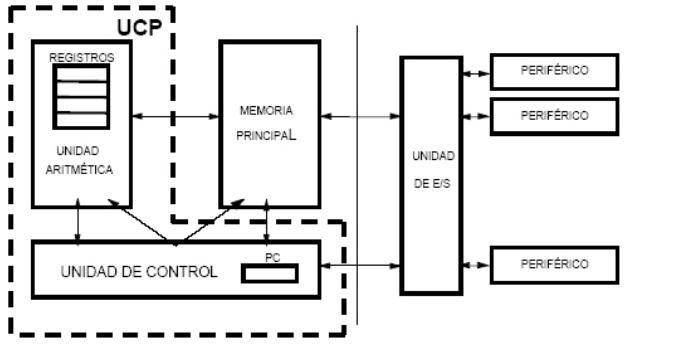 UCP
REGISTROS
UNIDAD
ARITMÉTICA
MEMORIA
PRINCIPAL
UNIDAD
DE E/S
PERIFÉRICO
PERIFÉRICO
PERIFÉRICO
UNIDAD DE CONTROL
PC